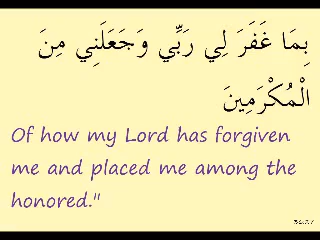 بِمَا غَفَرَ لِي رَبِّي وَجَعَلَنِي مِنَ
الْمُكْرَمِينَ
Of how my Lord has forgiven
me and placed me among the
honored."